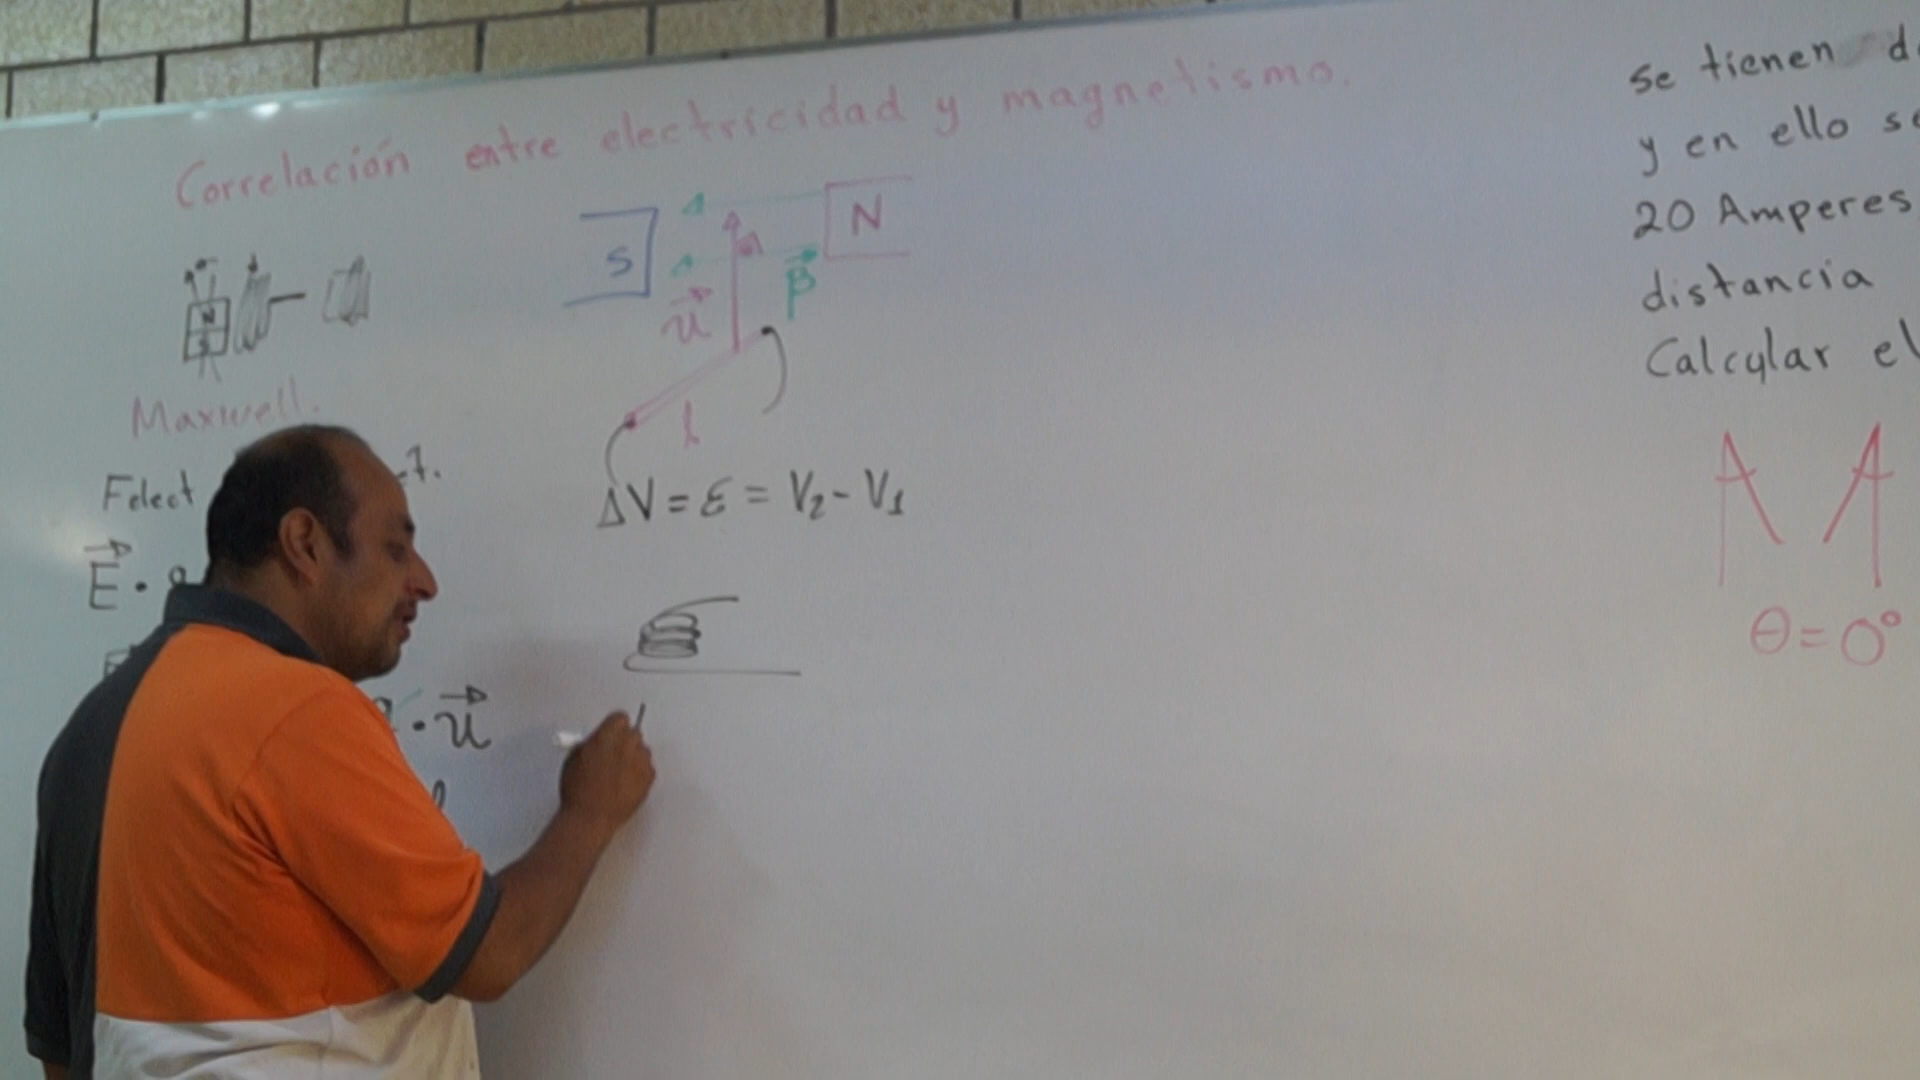 Correlación entre electricidad y magnetismo.
S
N
β
u
l
N
S
Maxwell.
Felect
E ·
ΔV = ε = V2 - V1
· u
se tienen
y en ello
20 Amperes
distancia
Calcular el
θ = 0°